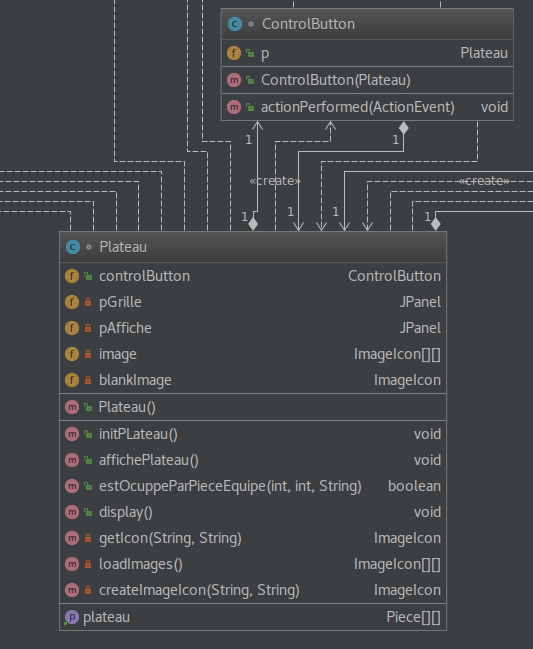 ControlButton
p Plateau
ControlButton(Plateau)
actionPerformed(ActionEvent) void
1 1
«create» «create»
1 1 1 1
Plateau
controlButton ControlButton
pGrille JPanel
pAffiche JPanel
image ImageIcon[][]
blankImage ImageIcon
Plateau()
initPLateau() void
affichePlateau() void
estOcuppeParPieceEquipe(int, int, String) boolean
display() void
getIcon(String, String) ImageIcon
loadImages() ImageIcon[][]
createImageIcon(String, String) ImageIcon
plateau Piece[][]